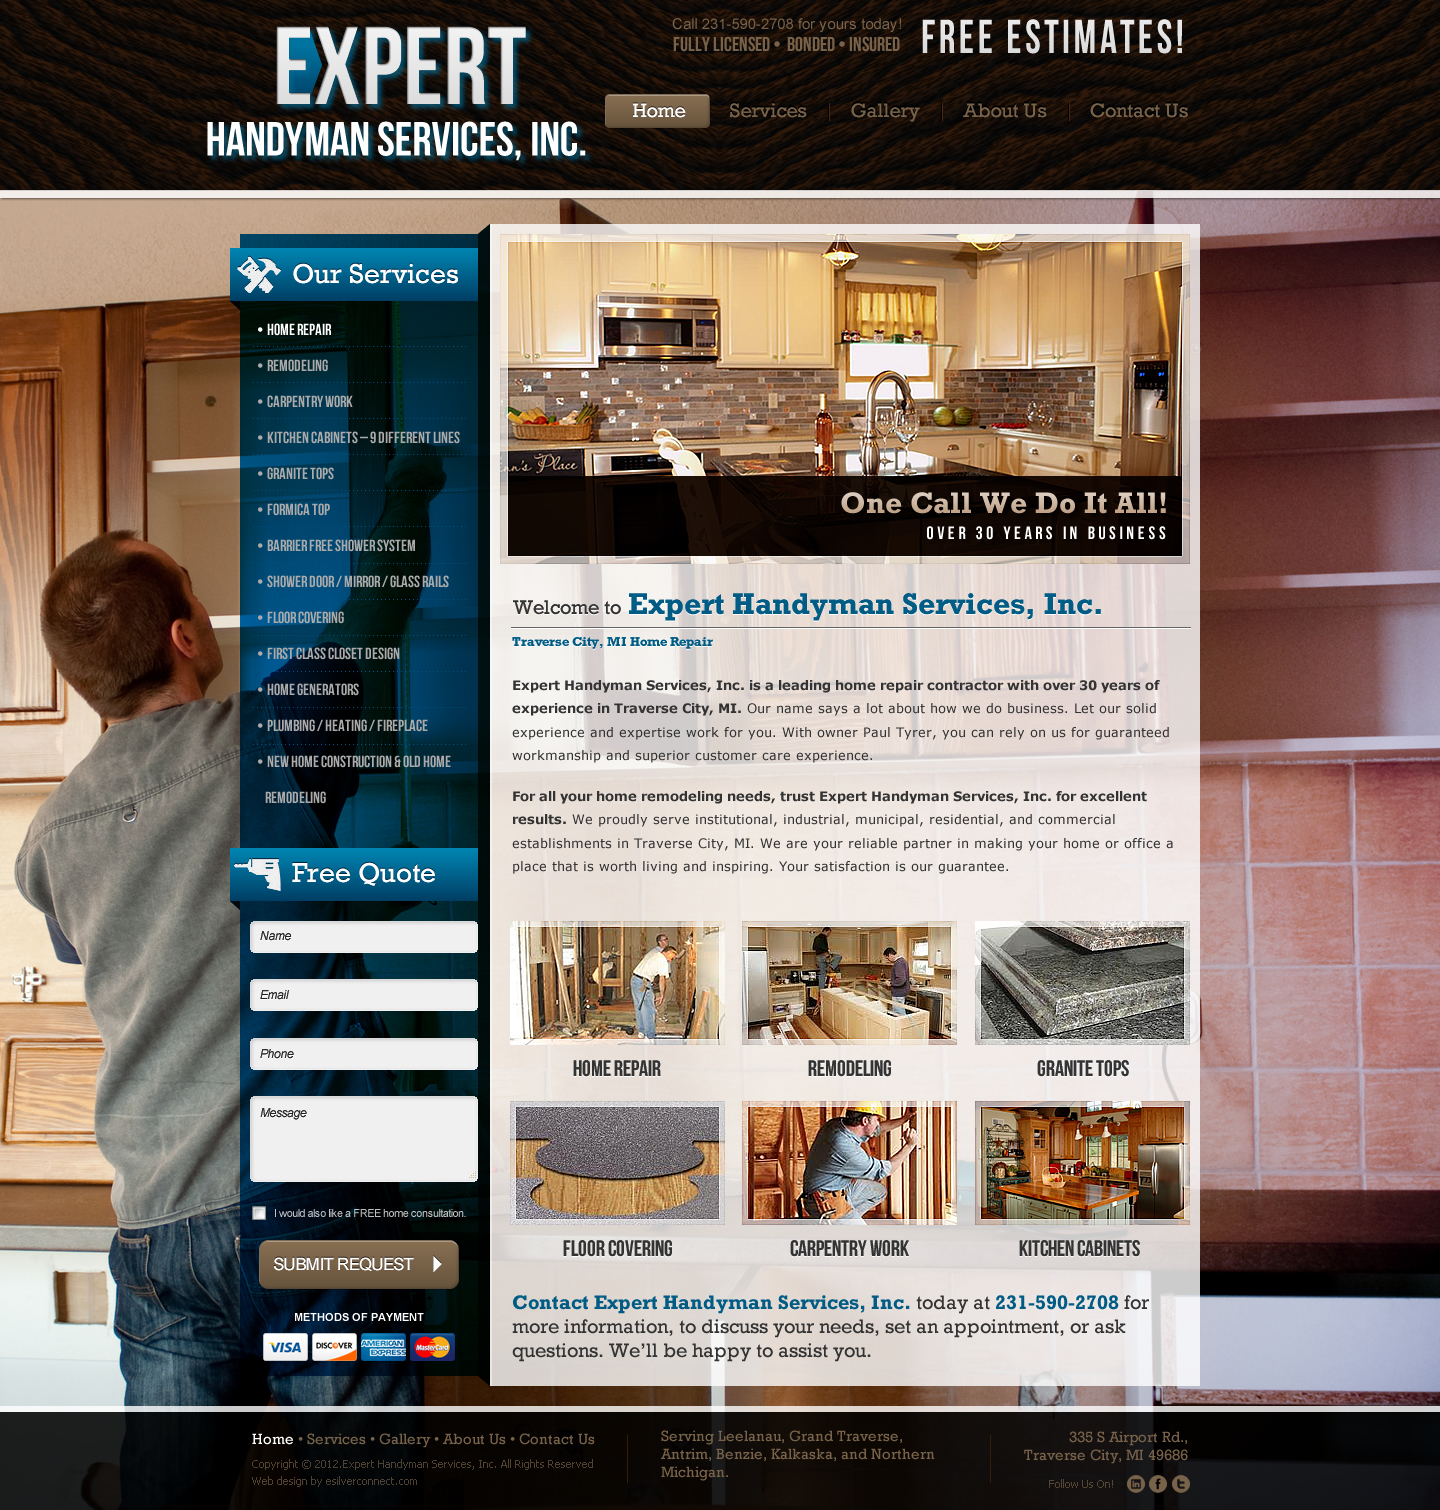 EXPERT
HANDYMAN SERVICES, INC.
Call 231-590-2708 for yours today!
FULLY LICENSED • BONDED • INSURED
FREE ESTIMATES!
Home
Services
Gallery
About Us
Contact Us
Our Services
• HOME REPAIR
• REMODELING
• CARPENTRY WORK
• KITCHEN CABINETS – 9 DIFFERENT LINES
• GRANITE TOPS
• FORMICA TOP
• BARRIER FREE SHOWER SYSTEM
• SHOWER DOOR / MIRROR / GLASS RAILS
• FLOOR COVERING
• FIRST CLASS CLOSET DESIGN
• HOME GENERATORS
• PLUMBING / HEATING / FIREPLACE
• NEW HOME CONSTRUCTION & OLD HOME
REMODELING
Free Quote
Name
Email
Phone
Message
I would also like a FREE home consultation.
SUBMIT REQUEST
METHODS OF PAYMENT
VISA
DISCOVER
AMERICAN EXPRESS
MasterCard
Place
One Call We Do It All!
OVER 30 YEARS IN BUSINESS
Welcome to Expert Handyman Services, Inc.
Traverse City, MI Home Repair
Expert Handyman Services, Inc. is a leading home repair contractor with over 30 years of
experience in Traverse City, MI. Our name says a lot about how we do business. Let our solid
experience and expertise work for you. With owner Paul Tyrer, you can rely on us for guaranteed
workmanship and superior customer care experience.
For all your home remodeling needs, trust Expert Handyman Services, Inc. for excellent
results. We proudly serve institutional, industrial, municipal, residential, and commercial
establishments in Traverse City, MI. We are your reliable partner in making your home or office a
place that is worth living and inspiring. Your satisfaction is our guarantee.
HOME REPAIR
REMODELING
GRANITE TOPS
FLOOR COVERING
CARPENTRY WORK
KITCHEN CABINETS
Contact Expert Handyman Services, Inc. today at 231-590-2708 for
more information, to discuss your needs, set an appointment, or ask
questions. We'll be happy to assist you.
Home • Services • Gallery • About Us • Contact Us
Copyright © 2012.Expert Handyman Services, Inc. All Rights Reserved
Web design by esilverconnect.com
Serving Leelanau, Grand Traverse,
Antrim, Benzie, Kalkaska, and Northern
Michigan.
335 S Airport Rd.,
Traverse City, MI 49686
Follow Us On!